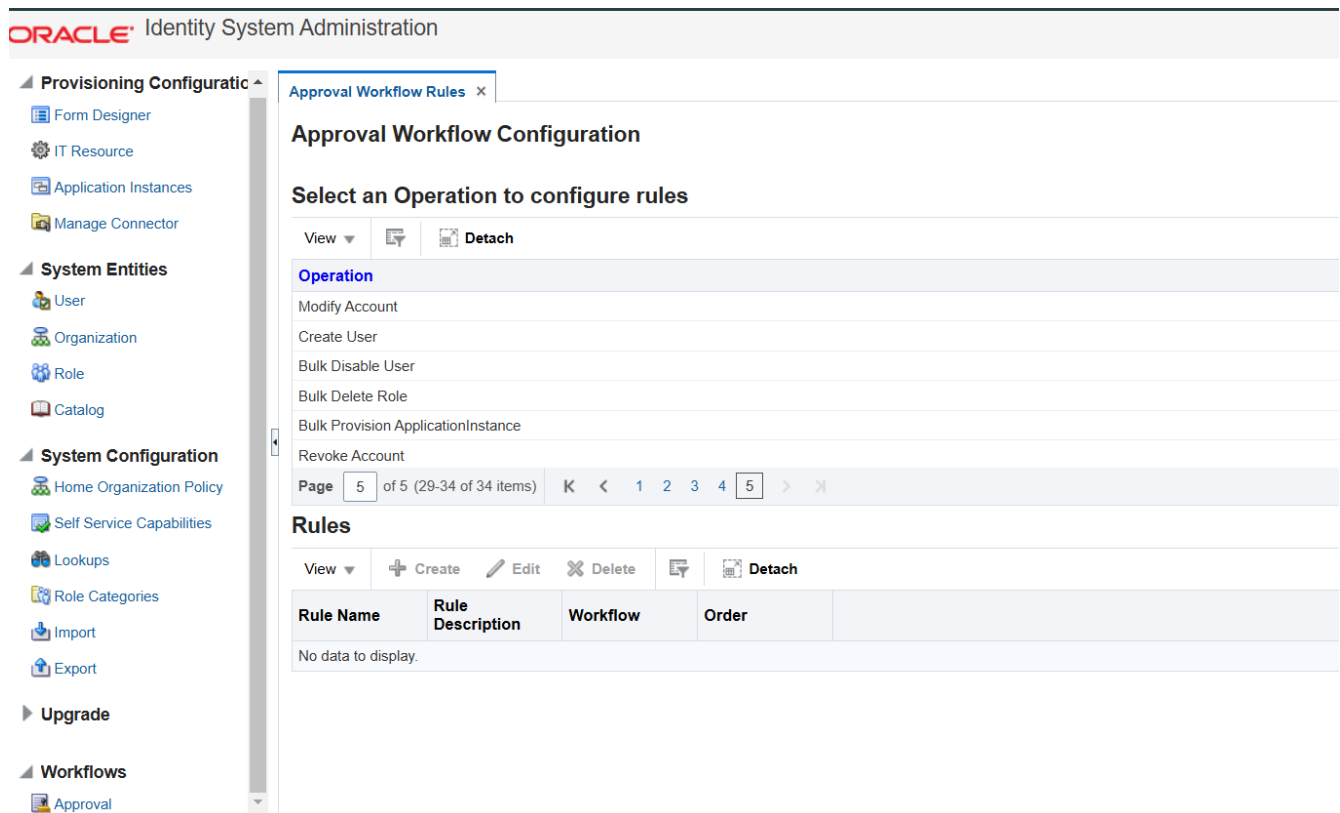 ORACLE Identity System Administration
Provisioning Configuratio
Form Designer
IT Resource
Application Instances
Manage Connector
System Entities
User
Organization
Role
Catalog
System Configuration
Home Organization Policy
Self Service Capabilities
Lookups
Role Categories
Import
Export
Upgrade
Workflows
Approval
Approval Workflow Rules ×
Approval Workflow Configuration
Select an Operation to configure rules
View Detach
Operation
Modify Account
Create User
Bulk Disable User
Bulk Delete Role
Bulk Provision ApplicationInstance
Revoke Account
Page 5 of 5 (29-34 of 34 items) 1 2 3 4 5
Rules
View Create Edit Delete Detach
Rule Name Rule Description Workflow Order
No data to display.